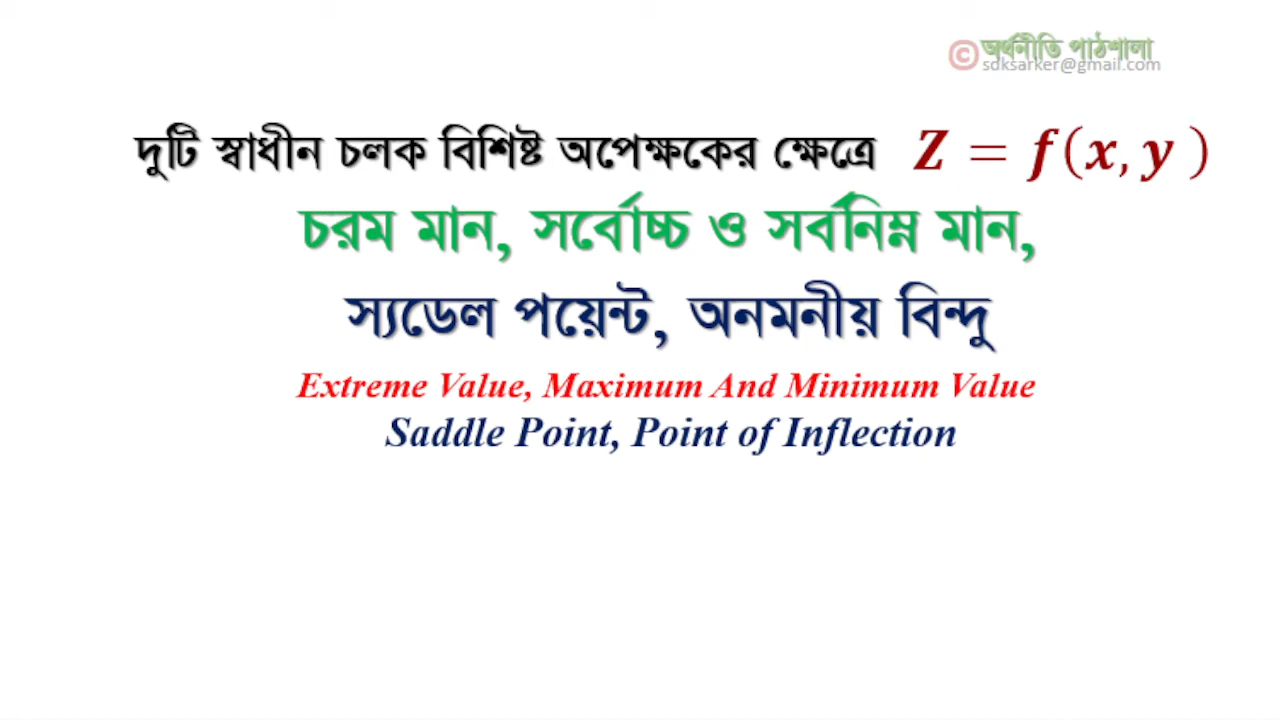 © অর্থনীতি পাঠশালা
sdksarker@gmail.com
দুটি স্বাধীন চলক বিশিষ্ট অপেক্ষকের ক্ষেত্রে Z = f(x, y )
চরম মান, সর্বোচ্চ ও সর্বনিম্ন মান,
স্যডেল পয়েন্ট, অনমনীয় বিন্দু
Extreme Value, Maximum And Minimum Value
Saddle Point, Point of Inflection